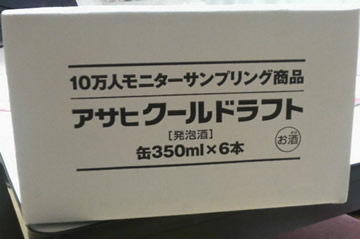 10万人モニターサンプリング商品
アサヒクールドラフト
[発泡酒]
缶350ml×6本
お酒